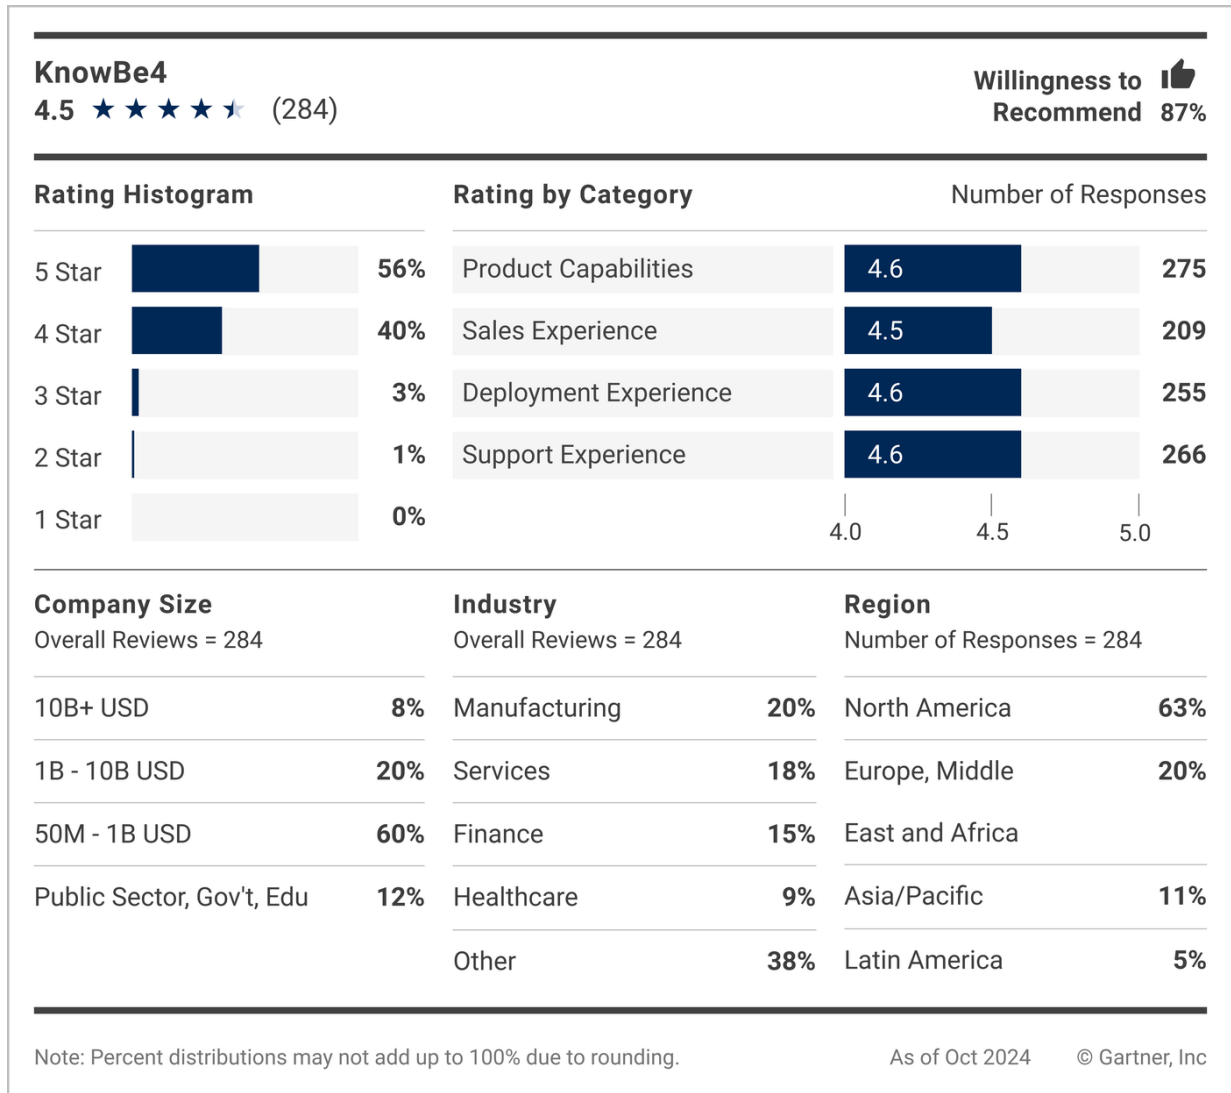 KnowBe4
4.5 ★ ★ ★ ★ ★ (284)
Willingness to
Recommend 87%
Rating Histogram
5 Star 56%
4 Star 40%
3 Star 3%
2 Star 1%
1 Star 0%
Rating by Category Number of Responses
Product Capabilities 4.6 275
Sales Experience 4.5 209
Deployment Experience 4.6 255
Support Experience 4.6 266
4.0 4.5 5.0
Company Size
Overall Reviews = 284
10B+ USD 8%
1B - 10B USD 20%
50M - 1B USD 60%
Public Sector, Gov't, Edu 12%
Industry
Overall Reviews = 284
Manufacturing 20%
Services 18%
Finance 15%
Healthcare 9%
Other 38%
Region
Number of Responses = 284
North America 63%
Europe, Middle 20%
East and Africa
Asia/Pacific 11%
Latin America 5%
Note: Percent distributions may not add up to 100% due to rounding.
As of Oct 2024 © Gartner, Inc